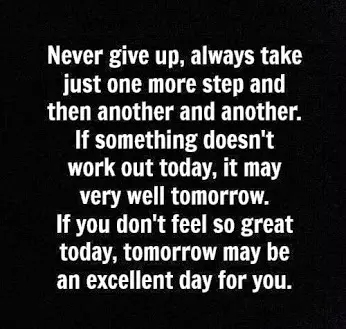 Never give up, always take
just one more step and
then another and another.
If something doesn't
work out today, it may
very well tomorrow.
If you don't feel so great
today, tomorrow may be
an excellent day for you.